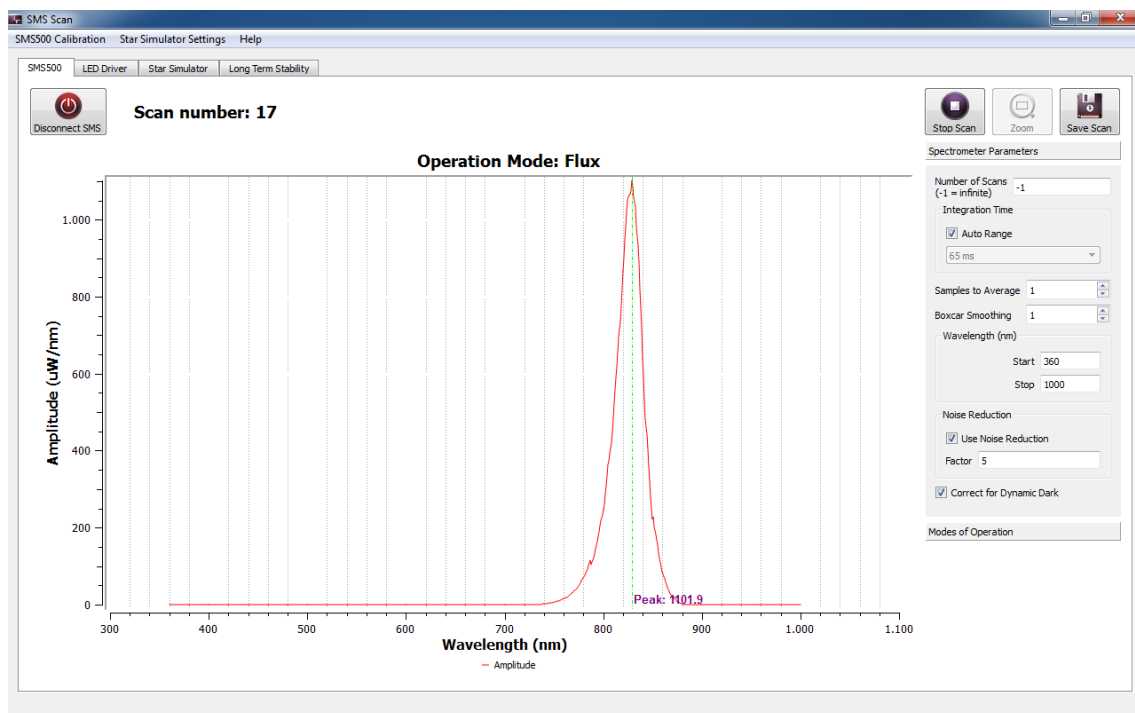 SMS Scan
SMS500 Calibration Star Simulator Settings Help
SMS500 LED Driver Star Simulator Long Term Stability
Disconnect SMS
Scan number: 17
Stop Scan
Zoom
Save Scan
Operation Mode: Flux
Amplitude (uW/nm)
1.000
800
600
400
200
0
Peak: 1101.9
300 400 500 600 700 800 900 1.000 1.100
Wavelength (nm)
Amplitude
Spectrometer Parameters
Number of Scans
(-1 = infinite)
-1
Integration Time
Auto Range
65 ms
Samples to Average 1
Boxcar Smoothing 1
Wavelength (nm)
Start 360
Stop 1000
Noise Reduction
Use Noise Reduction
Factor 5
Correct for Dynamic Dark
Modes of Operation